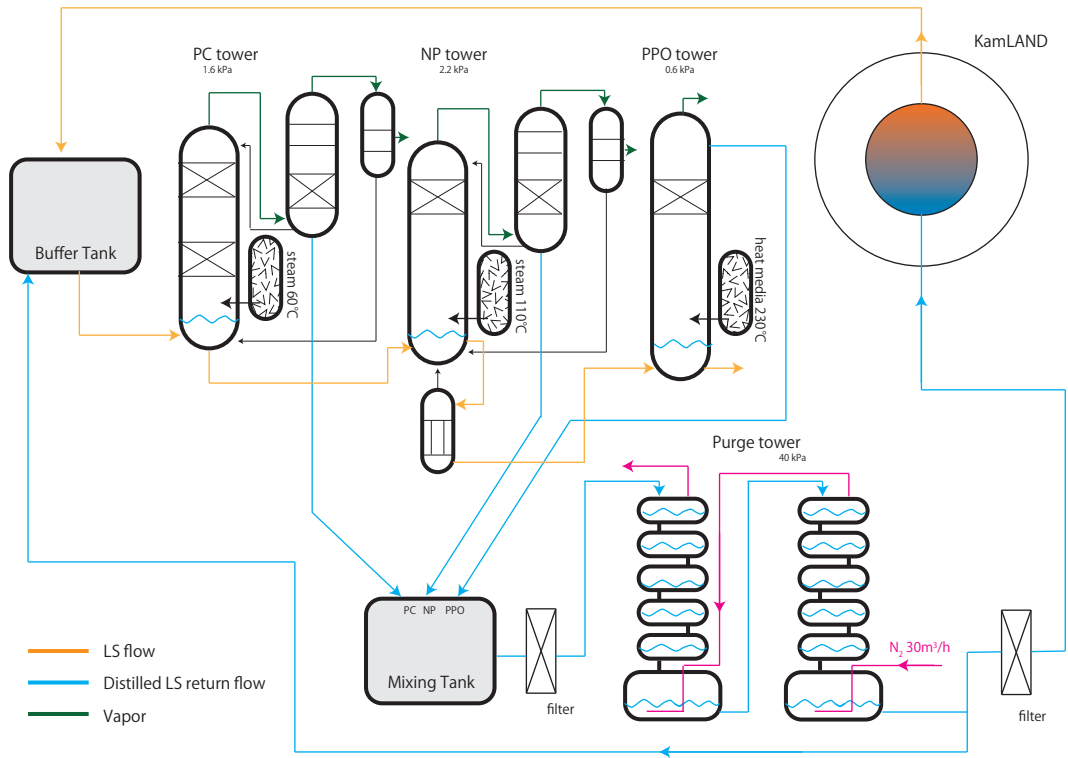 KamLAND
PC tower
1.6 kPa
NP tower
2.2 kPa
PPO tower
0.6 kPa
Buffer Tank
steam 60℃
steam 110℃
heat media 230℃
Purge tower
40 kPa
PC NP PPO
Mixing Tank
filter
N₂ 30m³/h
filter
LS flow
Distilled LS return flow
Vapor